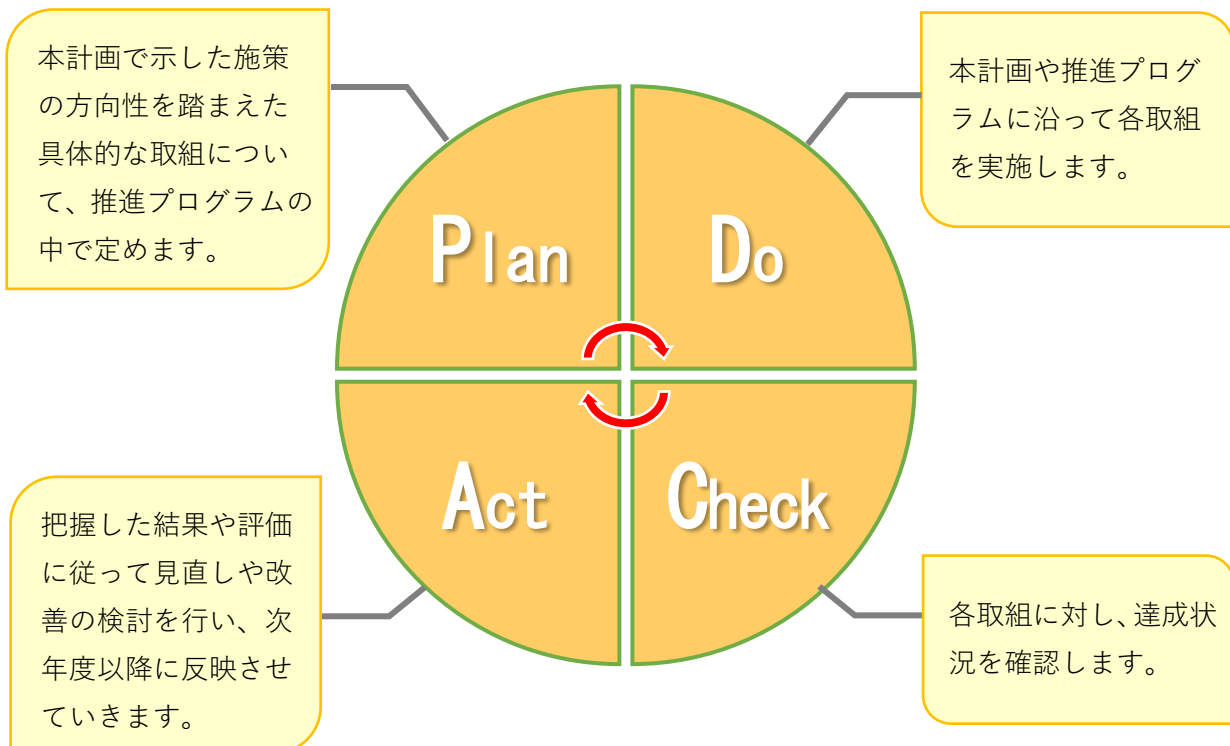 本計画で示した施策
の方向性を踏まえた
具体的な取組につい
て、推進プログラムの
中で定めます。
本計画や推進プログ
ラムに沿って各取組
を実施します。
Plan
Do
Act
Check
把握した結果や評価
に従って見直しや改
善の検討を行い、次
年度以降に反映させ
ていきます。
各取組に対し、達成状
況を確認します。